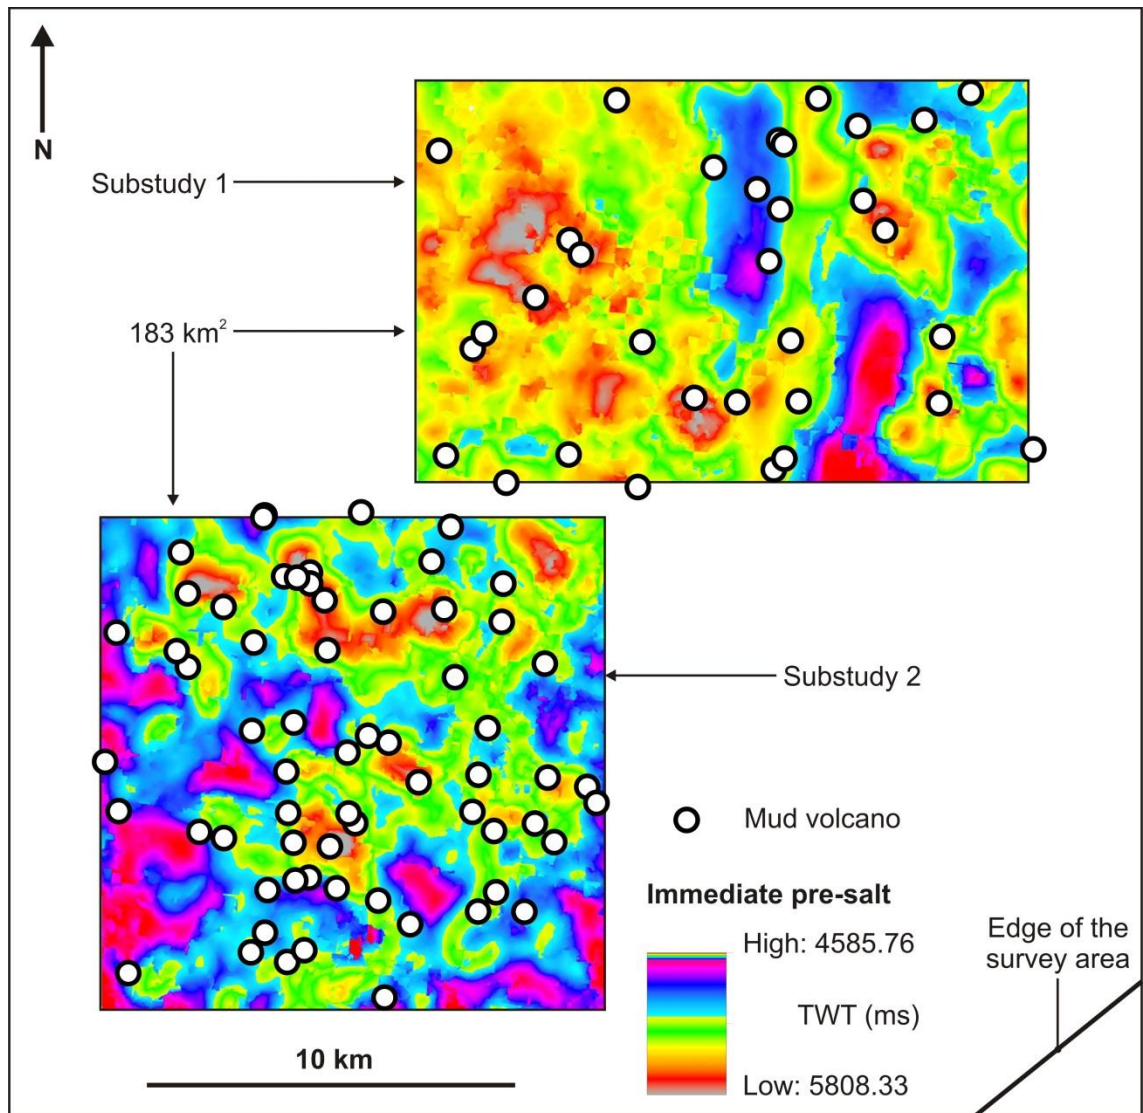 N
Substudy 1
183 km²
Substudy 2
Mud volcano
Immediate pre-salt
High: 4585.76
TWT (ms)
Low: 5808.33
Edge of the
survey area
10 km